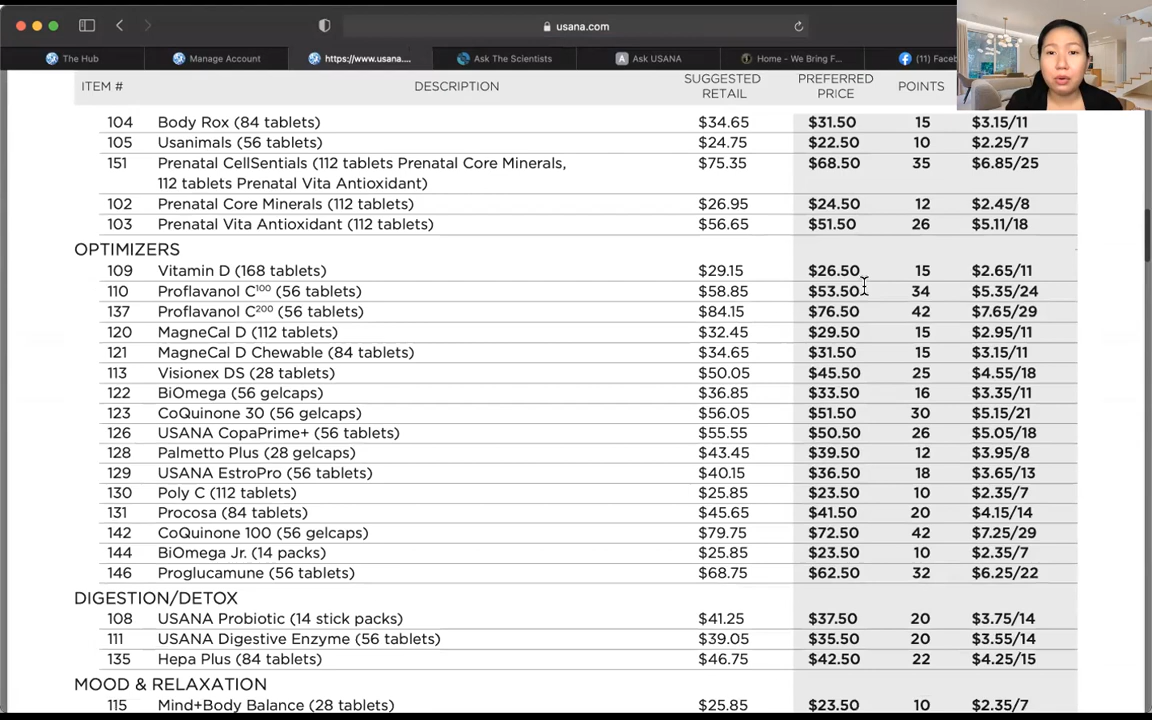 usana.com
The Hub
Manage Account
https://www.usana....
Ask The Scientists
A Ask USANA
Home - We Bring F...
(11) Faceb
ITEM # DESCRIPTION SUGGESTED RETAIL PREFERRED PRICE POINTS
104 Body Rox (84 tablets) $34.65 $31.50 15 $3.15/11
105 Usanimals (56 tablets) $24.75 $22.50 10 $2.25/7
151 Prenatal CellSentials (112 tablets Prenatal Core Minerals, $75.35 $68.50 35 $6.85/25
112 tablets Prenatal Vita Antioxidant)
102 Prenatal Core Minerals (112 tablets) $26.95 $24.50 12 $2.45/8
103 Prenatal Vita Antioxidant (112 tablets) $56.65 $51.50 26 $5.11/18
OPTIMIZERS
109 Vitamin D (168 tablets) $29.15 $26.50 15 $2.65/11
110 Proflavanol C100 (56 tablets) $58.85 $53.50 34 $5.35/24
137 Proflavanol C200 (56 tablets) $84.15 $76.50 42 $7.65/29
120 MagneCal D (112 tablets) $32.45 $29.50 15 $2.95/11
121 MagneCal D Chewable (84 tablets) $34.65 $31.50 15 $3.15/11
113 Visionex DS (28 tablets) $50.05 $45.50 25 $4.55/18
122 BiOmega (56 gelcaps) $36.85 $33.50 16 $3.35/11
123 CoQuinone 30 (56 gelcaps) $56.05 $51.50 30 $5.15/21
126 USANA CopaPrime+ (56 tablets) $55.55 $50.50 26 $5.05/18
128 Palmetto Plus (28 gelcaps) $43.45 $39.50 12 $3.95/8
129 USANA EstroPro (56 tablets) $40.15 $36.50 18 $3.65/13
130 Poly C (112 tablets) $25.85 $23.50 10 $2.35/7
131 Procosa (84 tablets) $45.65 $41.50 20 $4.15/14
142 CoQuinone 100 (56 gelcaps) $79.75 $72.50 42 $7.25/29
144 BiOmega Jr. (14 packs) $25.85 $23.50 10 $2.35/7
146 Proglucamune (56 tablets) $68.75 $62.50 32 $6.25/22
DIGESTION/DETOX
108 USANA Probiotic (14 stick packs) $41.25 $37.50 20 $3.75/14
111 USANA Digestive Enzyme (56 tablets) $39.05 $35.50 20 $3.55/14
135 Hepa Plus (84 tablets) $46.75 $42.50 22 $4.25/15
MOOD & RELAXATION
115 Mind+Body Balance (28 tablets) $25.85 $23.50 10 $2.35/7